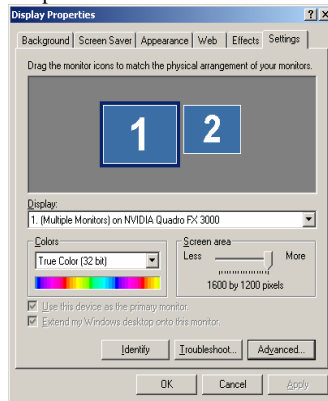 Display Properties
Background Screen Saver Appearance Web Effects Settings
Drag the monitor icons to match the physical arrangement of your monitors.
1 2
Display:
1. (Multiple Monitors) on NVIDIA Quadro FX 3000
Colors
True Color (32 bit)
Screen area
Less More
1600 by 1200 pixels
Use this device as the primary monitor.
Extend my Windows desktop onto this monitor.
Identify Troubleshoot... Advanced...
OK Cancel Apply